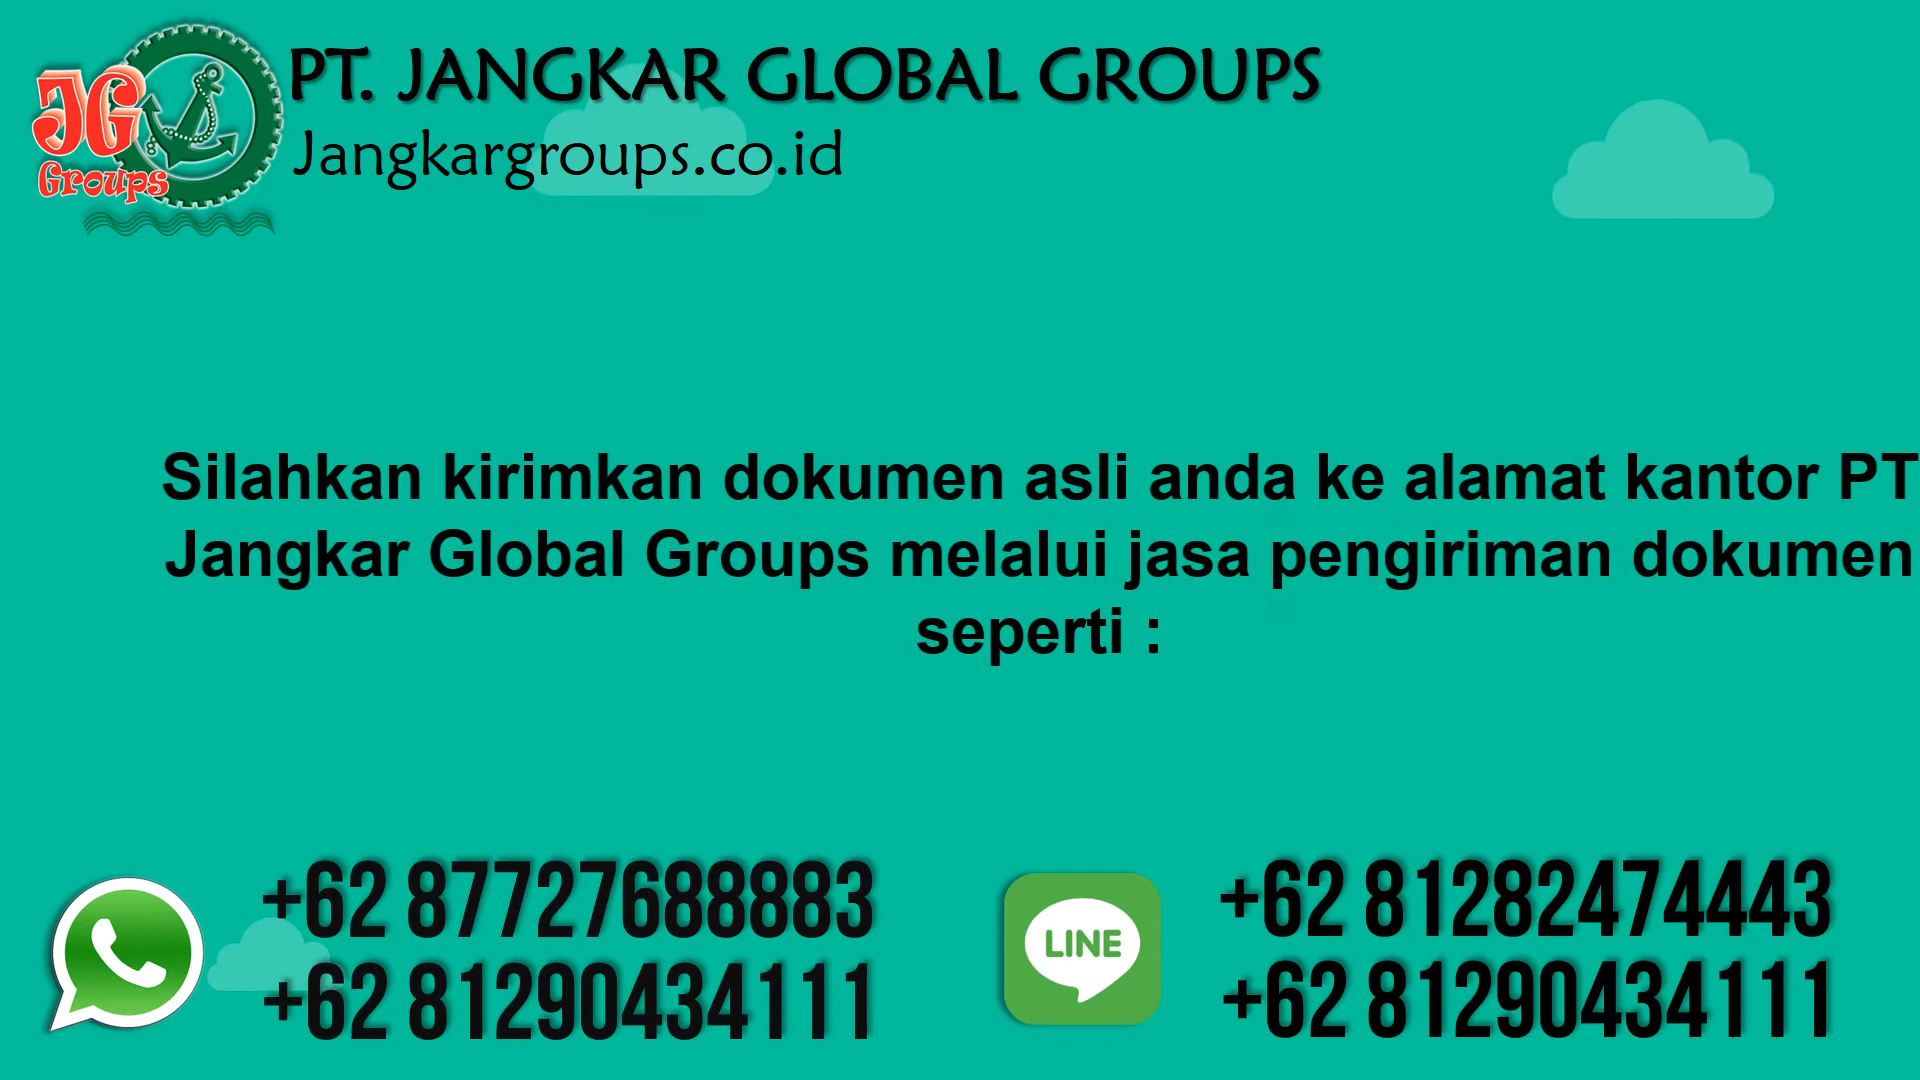 JG
Groups
PT. JANGKAR GLOBAL GROUPS
Jangkargroups.co.id
Silahkan kirimkan dokumen asli anda ke alamat kantor PT
Jangkar Global Groups melalui jasa pengiriman dokumen
seperti :
+62 87727688883
+62 81290434111
LINE
+62 81282474443
+62 81290434111